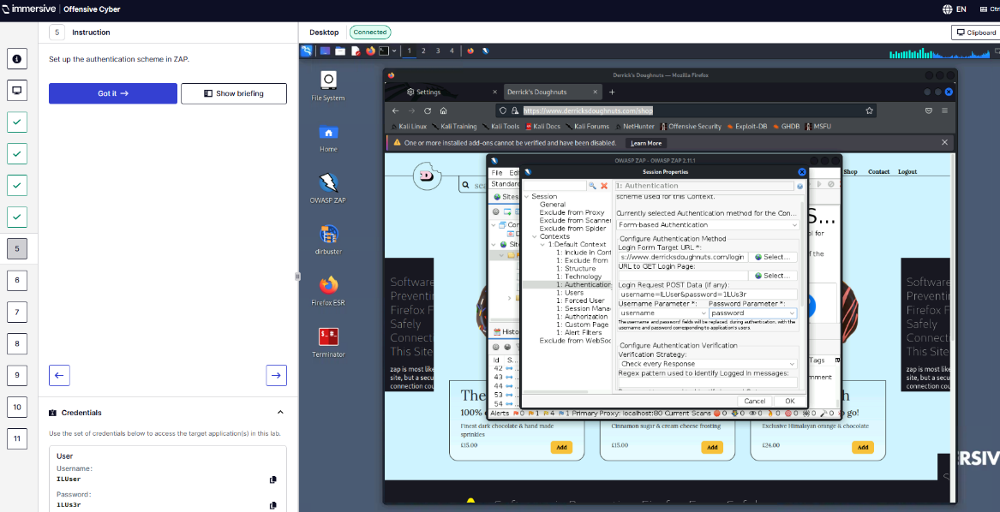 immersive | Offensive Cyber
EN
5 Instruction
Desktop Connected
Clipboard
Set up the authentication scheme in ZAP.
Got it →
Show briefing
1 2 3 4
File System
Home
OWASP ZAP
dirbuster
Firefox ESR
Terminator
Derrick's Doughnuts — Mozilla Firefox
Settings
Derrick's Doughnuts
https://www.derricksdoughnuts.com/shop
Kali Linux Kali Training Kali Tools Kali Docs Kali Forums NetHunter Offensive Security Exploit-DB GHDB MSFU
One or more installed add-ons cannot be verified and have been disabled. Learn More
Shop Contact Logout
OWASP ZAP - OWASP ZAP 2.11.1
File
Standard
Sites
Session Properties
Session
General
Exclude from Proxy
Exclude from Scanner
Exclude from Spider
Contexts
1:Default Context
1: Include in Cont
1: Exclude from
1: Structure
1: Technology
1: Authentication
1: Users
1: Forced User
1: Session Mana
1: Authorization
1: Custom Page
1: Alert Filters
Exclude from WebSoc
1: Authentication
scheme used for this Context.
Currently selected Authentication method for the Con...
Form-based Authentication
Configure Authentication Method
Login Form Target URL *:
s://www.derricksdoughnuts.com/login Select...
URL to GET Login Page:
Select...
Login Request POST Data (if any):
username=ILUser&password=1LUs3r
Username Parameter *: Password Parameter *:
username password
The username and password fields will be replaced, during authentication, with the
username and password corresponding to application's users.
Configure Authentication Verification
Verification Strategy:
Check every Response
Regex pattern used to identify Logged In messages:
Cancel OK
Histo
Id S...
42
43
44
53
54
Tags
Alerts 0 1 4 1 Primary Proxy: localhost:80 Current Scans 0 0 0 0 0 0
Software
Preventi
Firefox F
Safely
Connect
This Site
zap is most like
site, but a secu
connection cou
Software
Preventi
Firefox F
Safely
Connecti
This Site
zap is most like
site, but a secu
connection cou
The
100%
Finest dark chocolate & hand made
sprinkles
£15.00 Add
Cinnamon sugar & cream cheese frosting
£15.00 Add
go!
Exclusive Himalayan orange & chocolate
£24.00 Add
5
6
7
8
9
10
11
Credentials
Use the set of credentials below to access the target application(s) in this lab.
User
Username:
ILUser
Password:
1LUs3r